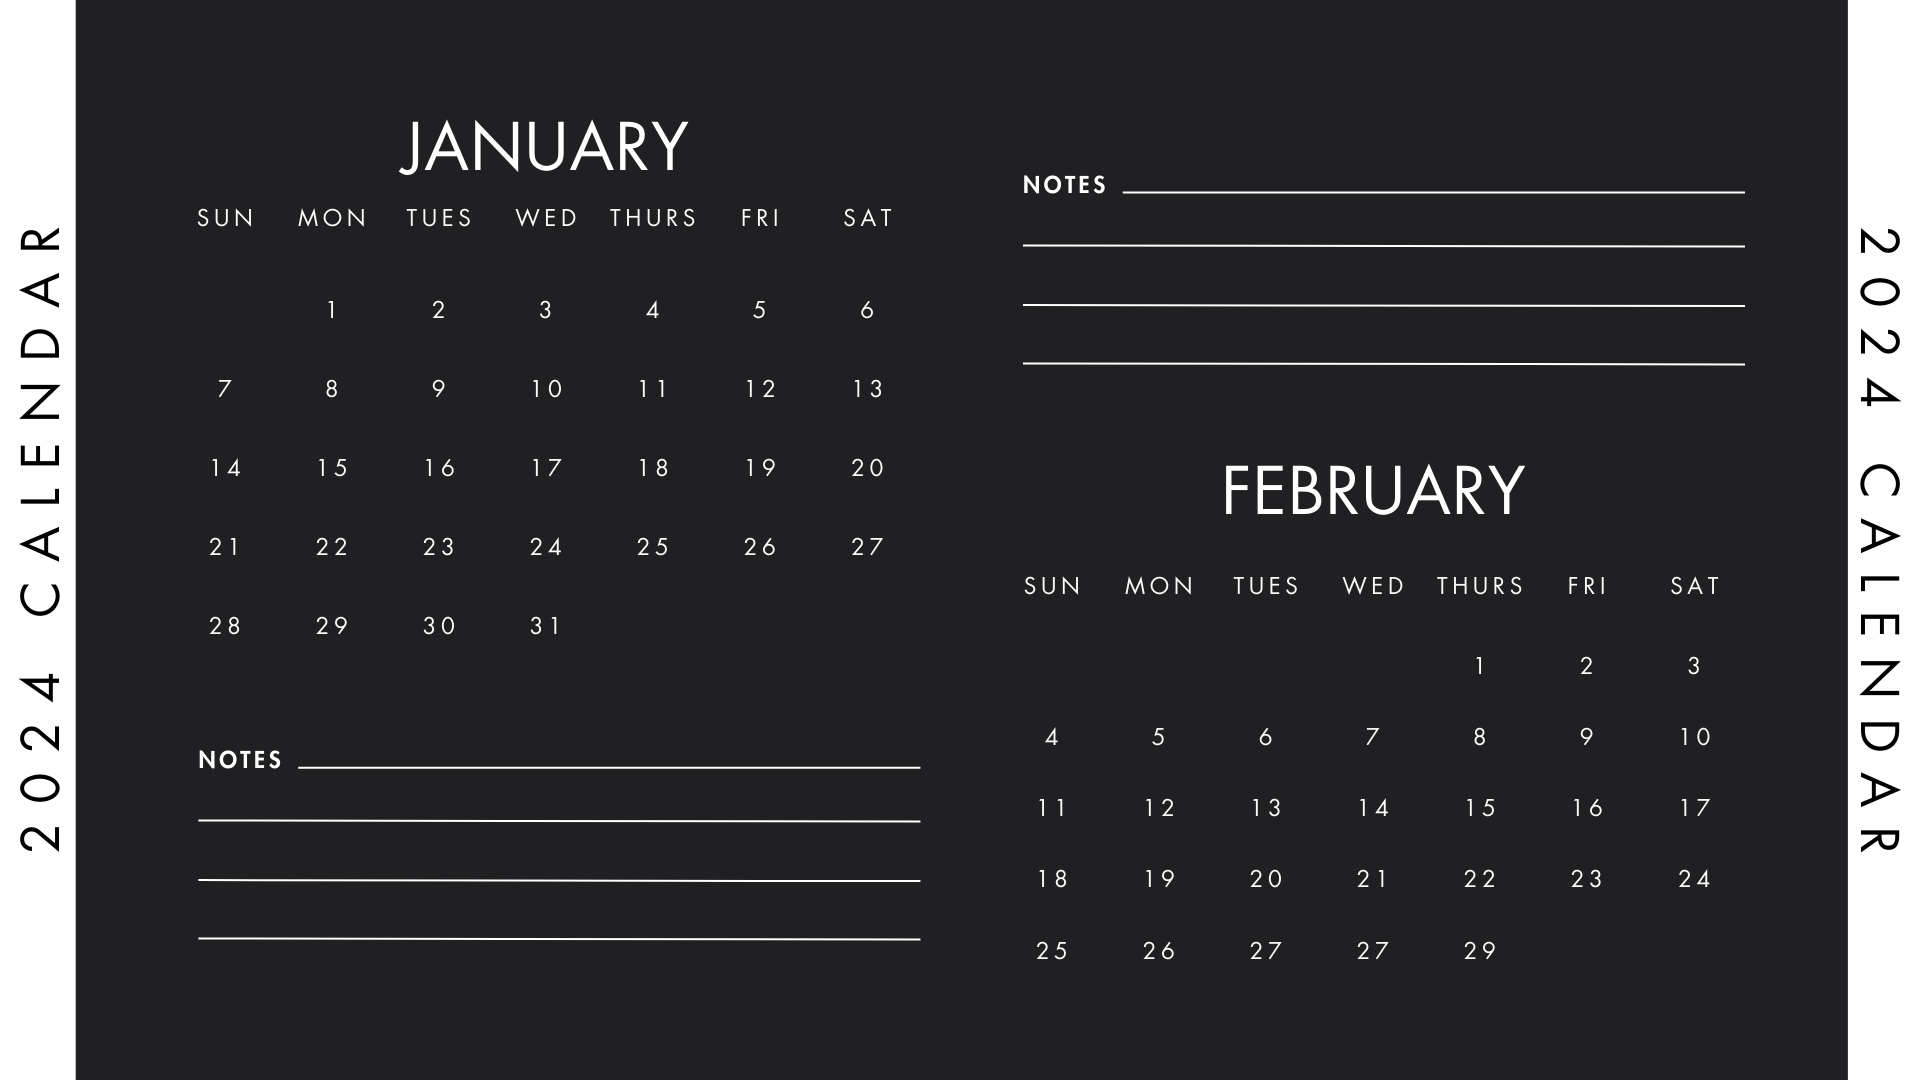 2024 CALENDAR
JANUARY
SUN MON TUES WED THURS FRI SAT
1 2 3 4 5 6
7 8 9 10 11 12 13
14 15 16 17 18 19 20
21 22 23 24 25 26 27
28 29 30 31
NOTES
NOTES
FEBRUARY
SUN MON TUES WED THURS FRI SAT
1 2 3
4 5 6 7 8 9 10
11 12 13 14 15 16 17
18 19 20 21 22 23 24
25 26 27 27 29
2024 CALENDAR